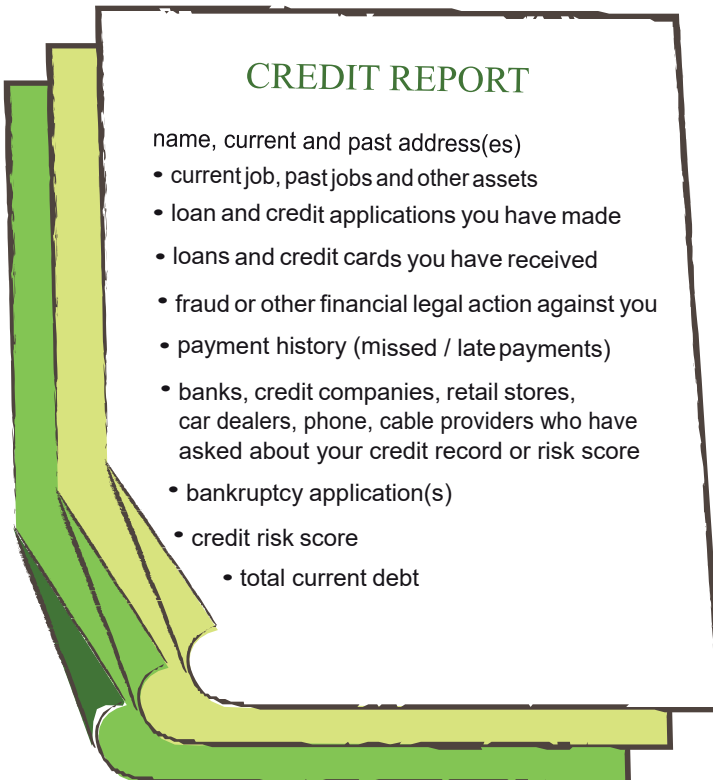 CREDIT REPORT
name, current and past address(es)
• current job, past jobs and other assets
• loan and credit applications you have made
• loans and credit cards you have received
• fraud or other financial legal action against you
• payment history (missed / late payments)
• banks, credit companies, retail stores,
car dealers, phone, cable providers who have
asked about your credit record or risk score
• bankruptcy application(s)
• credit risk score
• total current debt